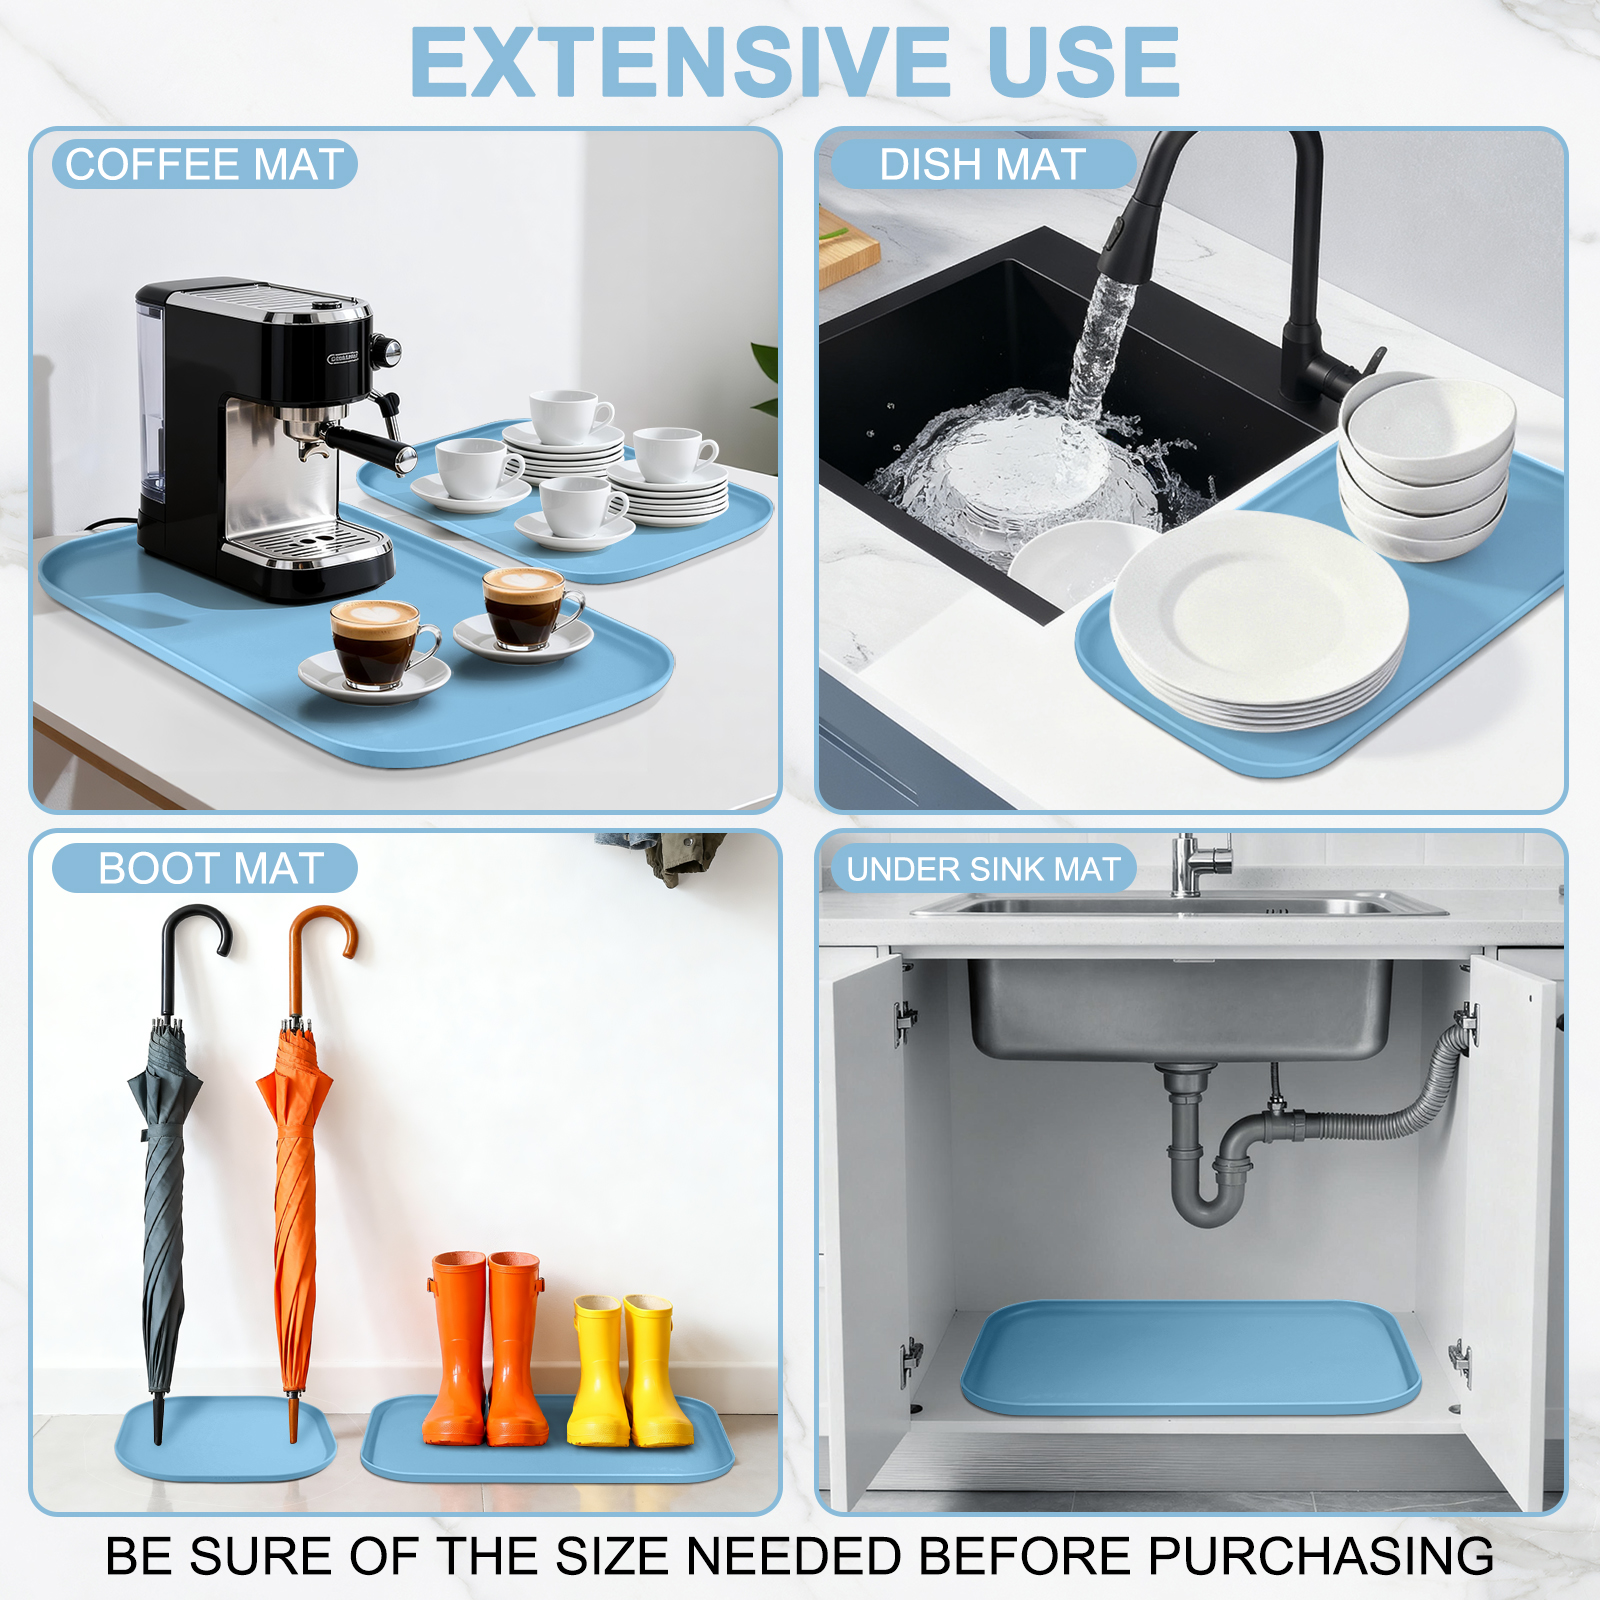 EXTENSIVE USE
COFFEE MAT
DISH MAT
BOOT MAT
UNDER SINK MAT
BE SURE OF THE SIZE NEEDED BEFORE PURCHASING